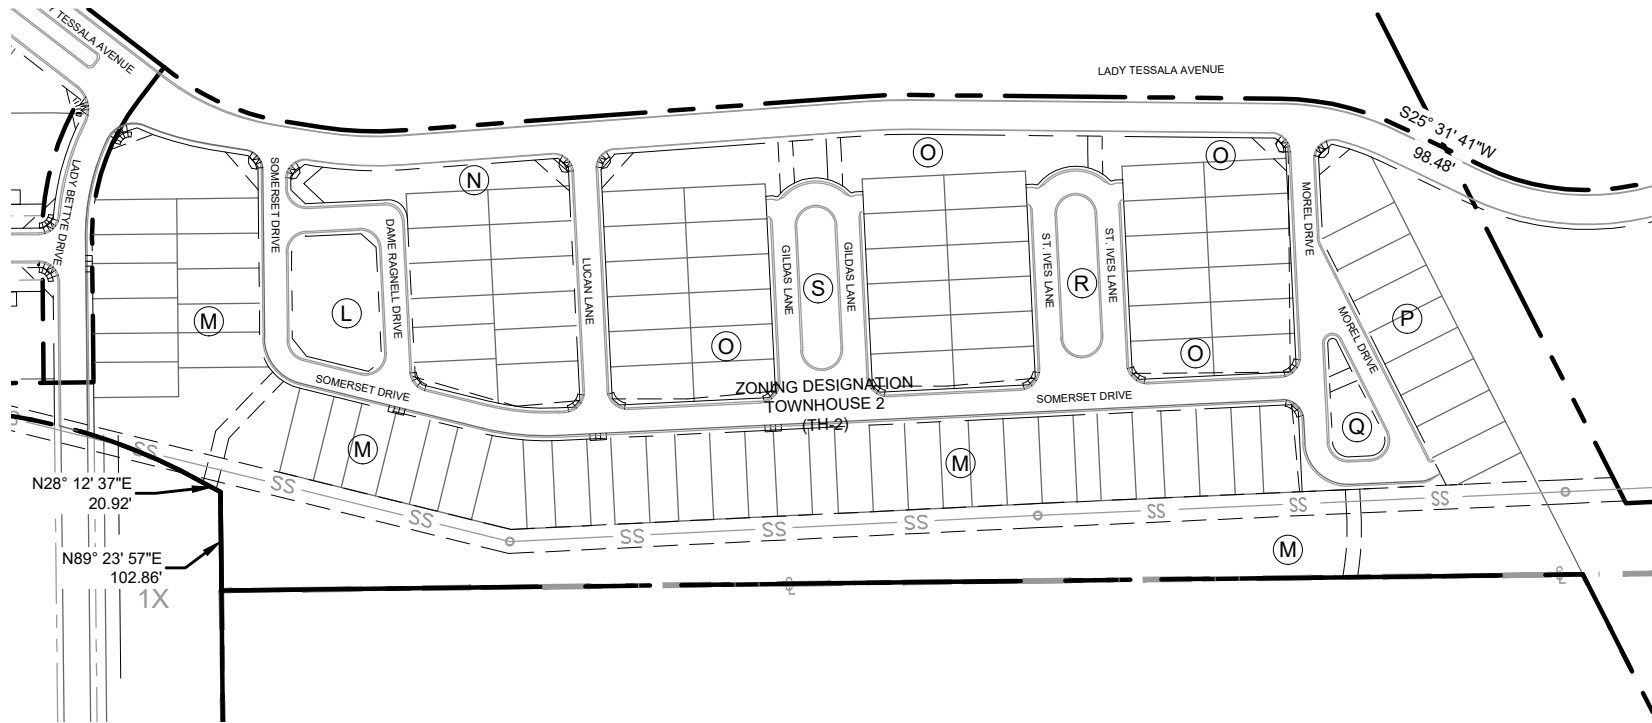 Y TESSALA AVENUE
LADY TESSALA AVENUE
S25° 31' 41"W
98.48'
LADY BETTYE DRIVE
SOMERSET DRIVE
N
O
O
MOREL DRIVE
DAME RAGNELL DRIVE
LUCAN LANE
GILDAS LANE
S
GILDAS LANE
ST. IVES LANE
R
ST. IVES LANE
M
L
O
O
MOREL DRIVE
P
SOMERSET DRIVE
ZONING DESIGNATION
TOWNHOUSE 2
(TH-2)
SOMERSET DRIVE
Q
M
M
SS
SS
SS
SS
SS
SS
SS
SS
SS
N28° 12' 37"E
20.92'
N89° 23' 57"E
102.86'
M
1X
℄
℄